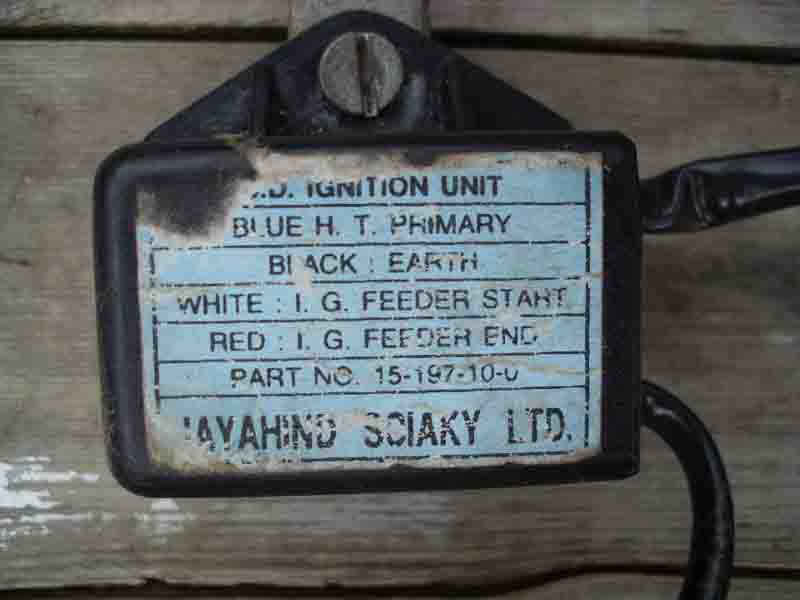 .D. IGNITION UNIT
BLUE H. T. PRIMARY
BLACK : EARTH
WHITE : I. G. FEEDER START
RED : I. G. FEEDER END
PART NO. 15-197-10-0
JAYAHIND SCIAKY LTD.